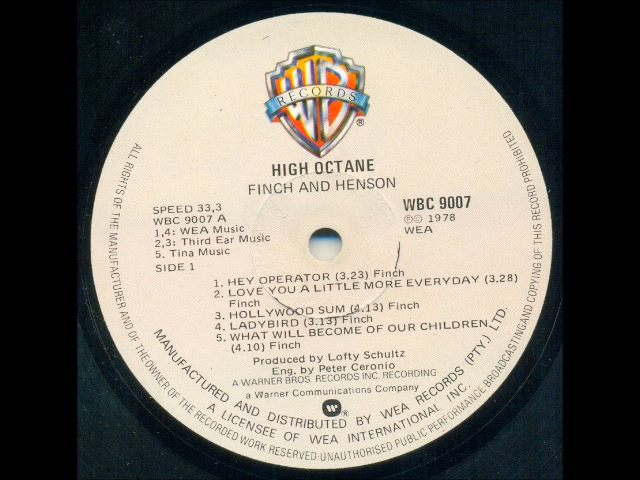 RECORDS
®
HIGH OCTANE
FINCH AND HENSON
SPEED 33,3
WBC 9007 A
1,4: WEA Music
2,3: Third Ear Music
5. Tina Music
SIDE 1
WBC 9007
Ⓟ© 1978
WEA
1. HEY OPERATOR (3.23) Finch
2. LOVE YOU A LITTLE MORE EVERYDAY (3.28)
Finch
3. HOLLYWOOD SUM (4.13) Finch
4. LADYBIRD (3.13) Finch
5 WHAT WILL BECOME OF OUR CHILDREN
(4.10) Finch
Produced by Lofty Schultz
Eng. by Peter Ceronio
A WARNER BROS. RECORDS INC. RECORDING
a Warner Communications Company
®
MANUFACTURED AND DISTRIBUTED BY WEA RECORDS (PTY.) LTD.
A LICENSEE OF WEA INTERNATIONAL INC.
ALL RIGHTS OF THE MANUFACTURER AND OF THE OWNER OF THE RECORDED WORK RESERVED-UNAUTHORISED PUBLIC PERFORMANCE BROADCASTING AND COPYING OF THIS RECORD PROHIBITED